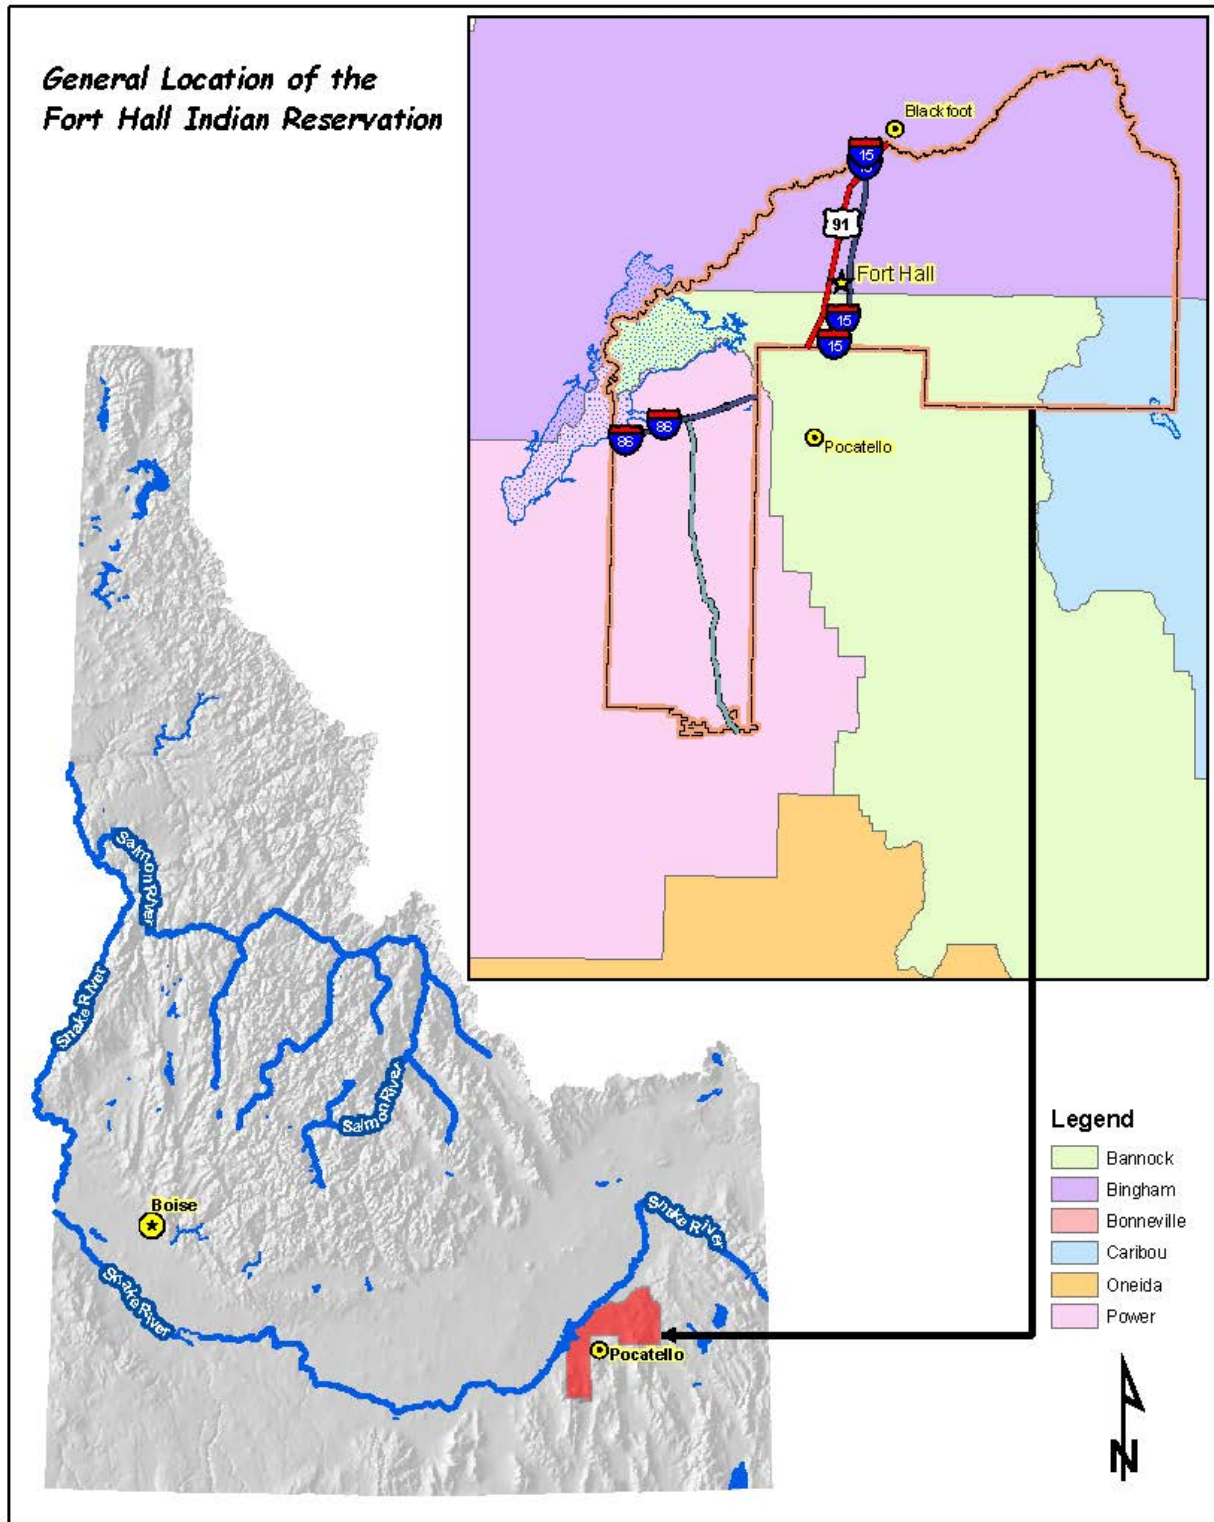 General Location of the
Fort Hall Indian Reservation
Blackfoot
15
15
91
Fort Hall
15
15
86
86
Pocatello
Salmon River
Snake River
Salmon River
Boise
Snake River
Snake River
Pocatello
Legend
Bannock
Bingham
Bonneville
Caribou
Oneida
Power
N